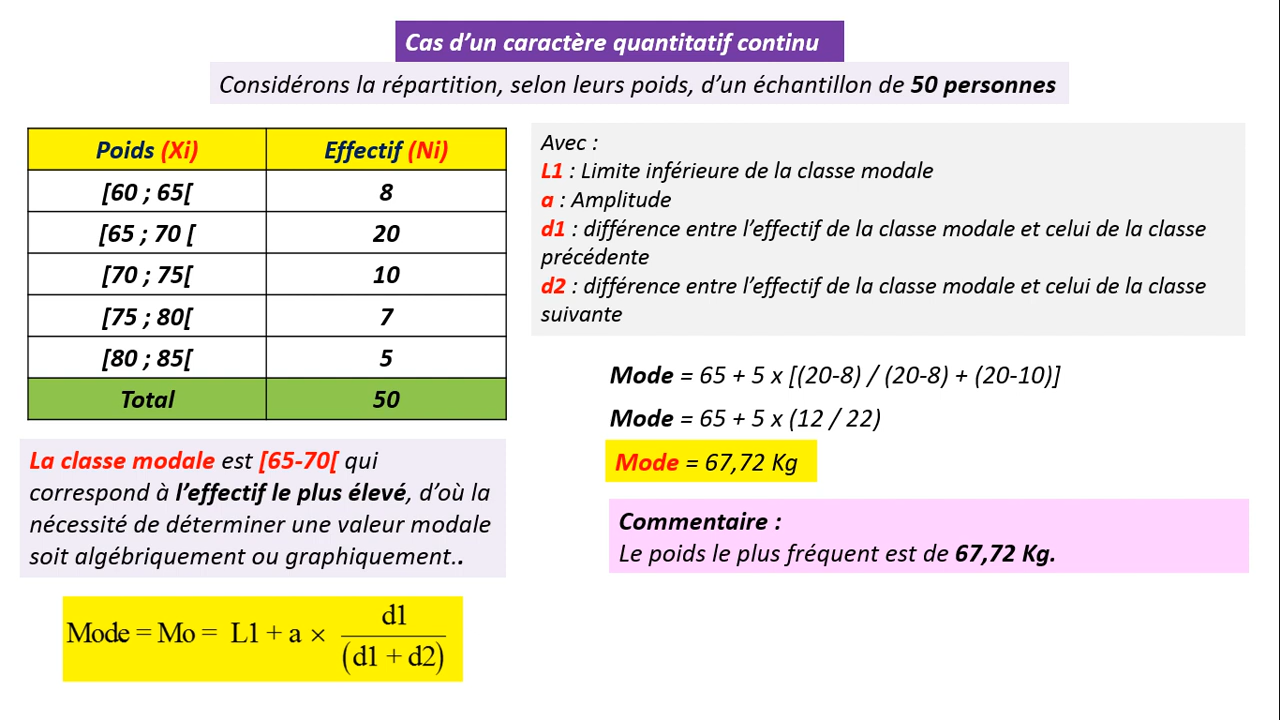 Cas d’un caractère quantitatif continu
Considérons la répartition, selon leurs poids, d’un échantillon de 50 personnes
Poids (Xi) Effectif (Ni)
[60 ; 65[ 8
[65 ; 70 [ 20
[70 ; 75[ 10
[75 ; 80[ 7
[80 ; 85[ 5
Total 50
La classe modale est [65-70[ qui
correspond à l’effectif le plus élevé, d’où la
nécessité de déterminer une valeur modale
soit algébriquement ou graphiquement..
Mode = Mo = L1 + a × d1 / (d1 + d2)
Avec :
L1 : Limite inférieure de la classe modale
a : Amplitude
d1 : différence entre l’effectif de la classe modale et celui de la classe
précédente
d2 : différence entre l’effectif de la classe modale et celui de la classe
suivante
Mode = 65 + 5 x [(20-8) / (20-8) + (20-10)]
Mode = 65 + 5 x (12 / 22)
Mode = 67,72 Kg
Commentaire :
Le poids le plus fréquent est de 67,72 Kg.